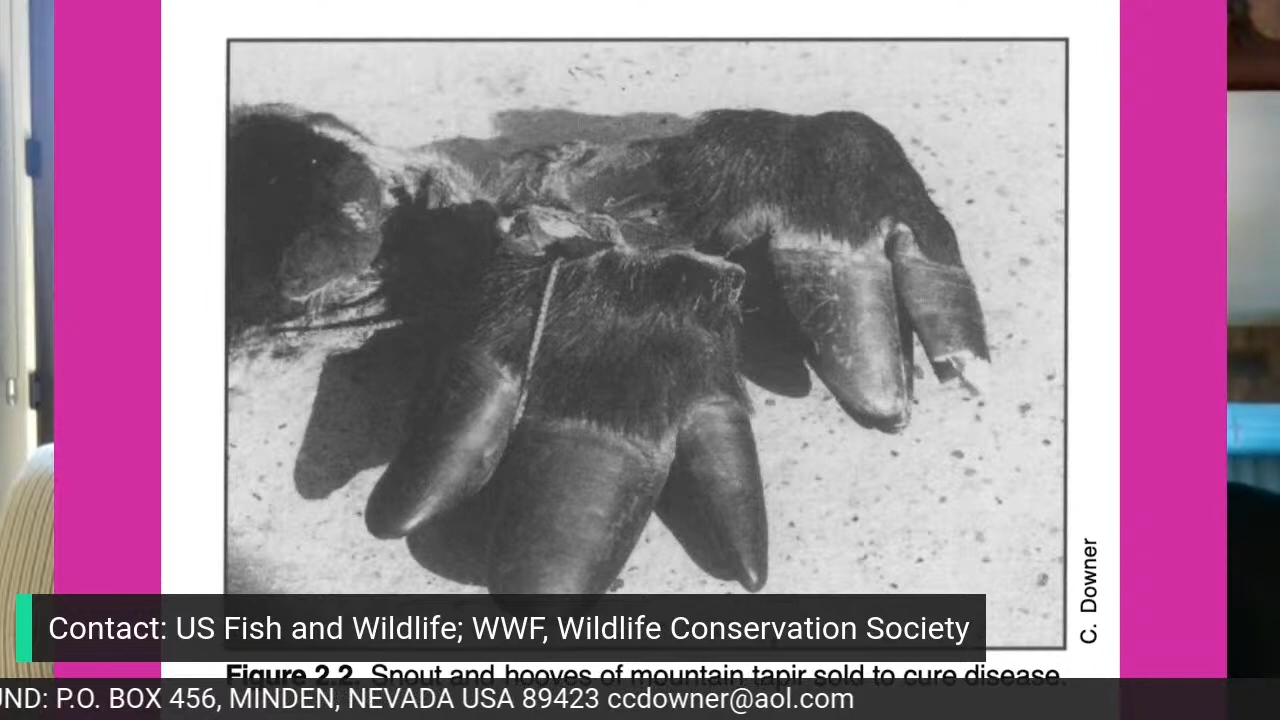 C. Downer
Contact: US Fish and Wildlife; WWF, Wildlife Conservation Society
Figure 2.2. Snout and hooves of mountain tapir sold to cure disease.
P.O. BOX 456, MINDEN, NEVADA USA 89423 ccdowner@aol.com